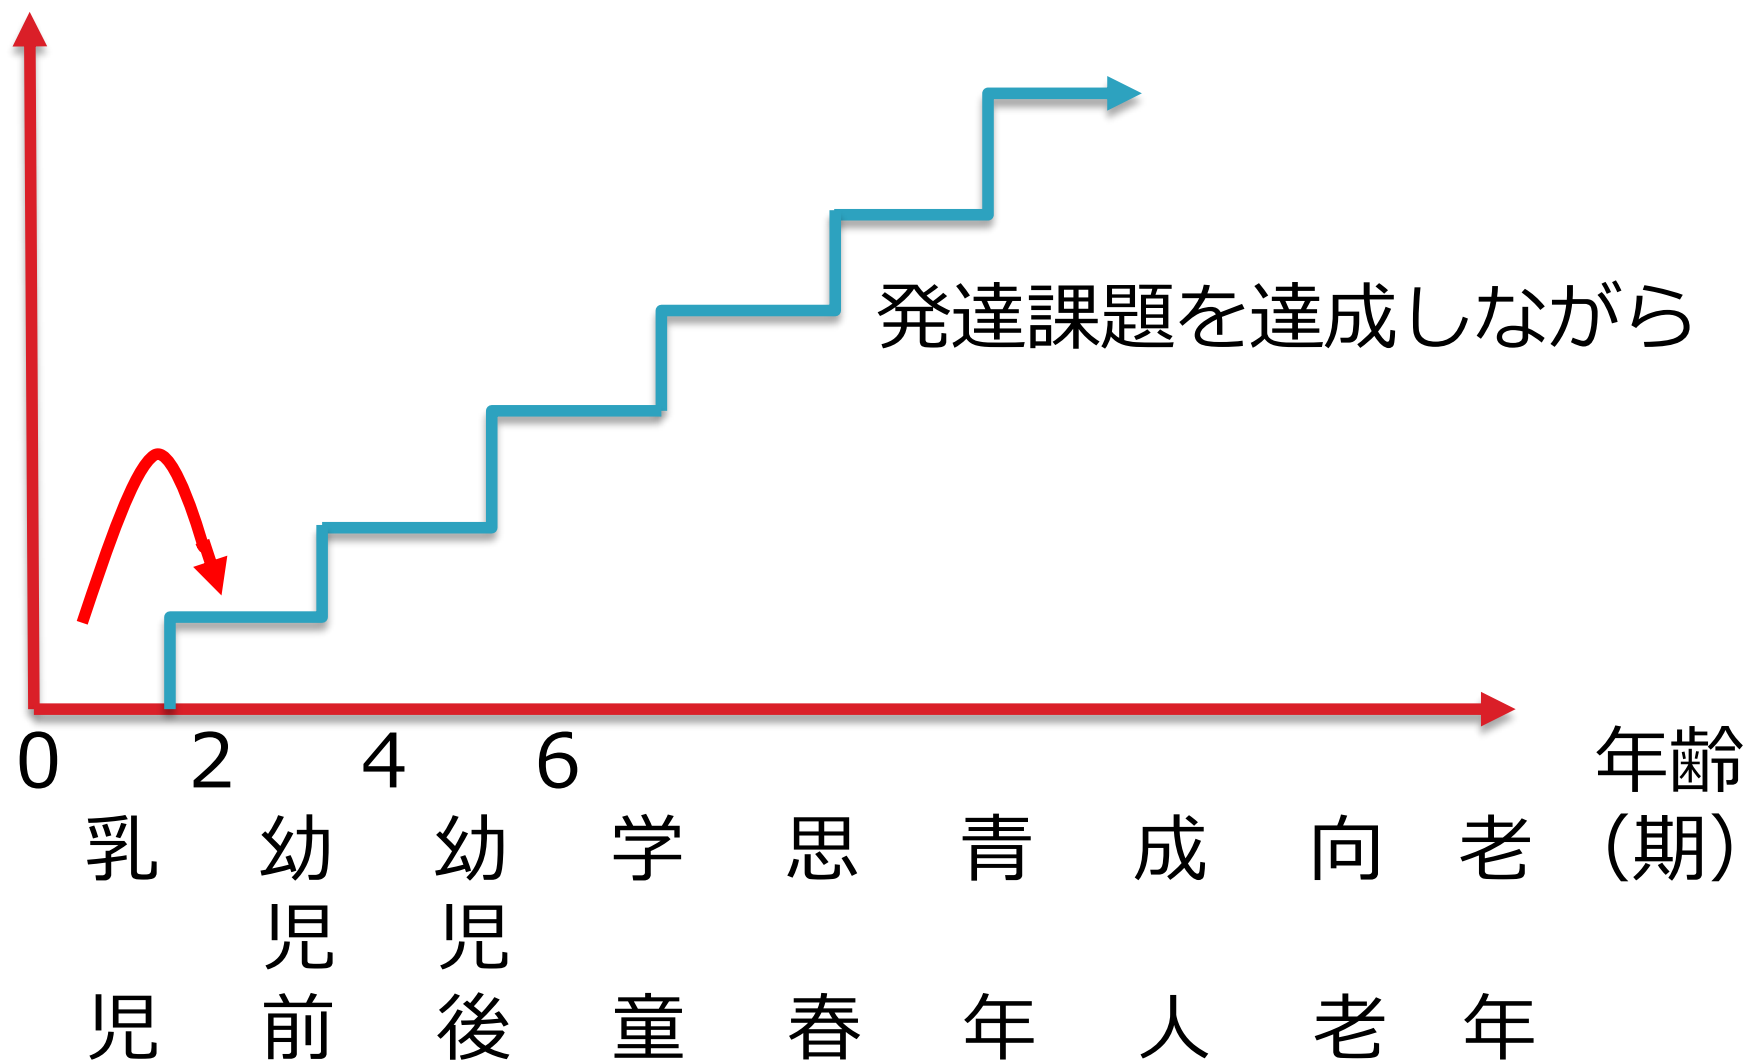 発達課題を達成しながら
0 2 4 6 年齢
乳児 幼児前 幼児後 学童 思春 青年 成人 向老 老年 (期)